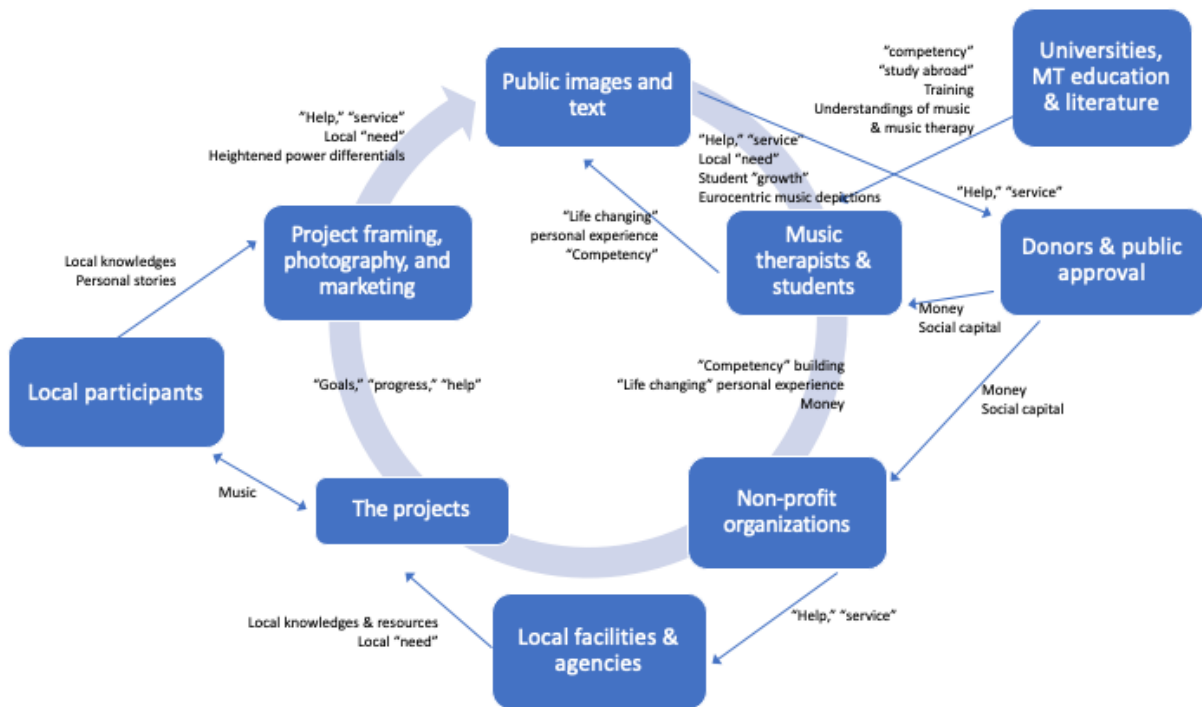 Public images and
text
"competency"
"study abroad"
Training
Understandings of music
& music therapy
Universities,
MT education
& literature
"Help," "service"
Local "need"
Heightened power differentials
"Help," "service"
Local "need"
Student "growth"
Eurocentric music depictions
"Help," "service"
"Life changing"
personal experience
"Competency"
Project framing,
photography, and
marketing
Music
therapists &
students
Donors & public
approval
Local knowledges
Personal stories
Money
Social capital
Local participants
"Goals," "progress," "help"
"Competency" building
"Life changing" personal experience
Money
Money
Social capital
Music
The projects
Non-profit
organizations
Local knowledges & resources
Local "need"
Local facilities &
agencies
"Help," "service"